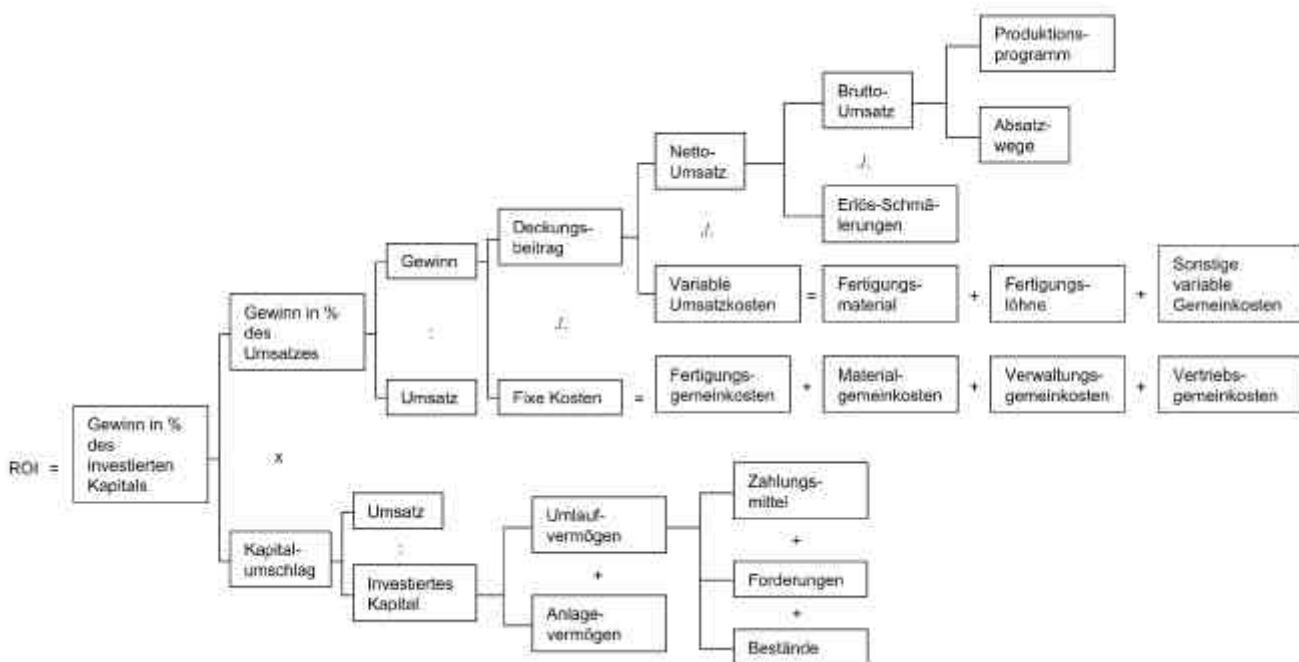 Produktions-
programm
Brutto-
Umsatz
Absatz-
wege
Netto-
Umsatz
./.
Erlös-Schmä-
lerungen
Deckungs-
beitrag
./.
Gewinn
Variable
Umsatzkosten
=
Fertigungs-
material
+
Fertigungs-
löhne
+
Sonstige
variable
Gemeinkosten
Gewinn in %
des
Umsatzes
:
./.
Umsatz
Fixe Kosten
=
Fertigungs-
gemeinkosten
+
Material-
gemeinkosten
+
Verwaltungs-
gemeinkosten
+
Vertriebs-
gemeinkosten
ROI =
Gewinn in %
des
investierten
Kapitals
x
Umsatz
:
Kapital-
umschlag
Investiertes
Kapital
Umlauf-
vermögen
+
Anlage-
vermögen
Zahlungs-
mittel
+
Forderungen
+
Bestände